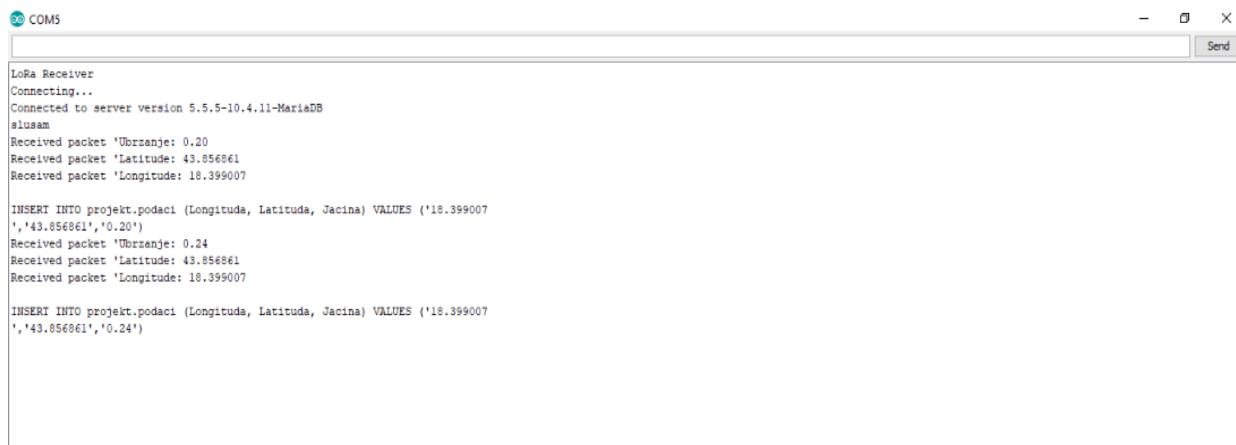 COM5
Send
LoRa Receiver
Connecting...
Connected to server version 5.5.5-10.4.11-MariaDB
slusam
Received packet 'Ubrzanje: 0.20
Received packet 'Latitude: 43.856861
Received packet 'Longitude: 18.399007
INSERT INTO projekt.podaci (Longituda, Latituda, Jacina) VALUES ('18.399007
','43.856861','0.20')
Received packet 'Ubrzanje: 0.24
Received packet 'Latitude: 43.856861
Received packet 'Longitude: 18.399007
INSERT INTO projekt.podaci (Longituda, Latituda, Jacina) VALUES ('18.399007
','43.856861','0.24')